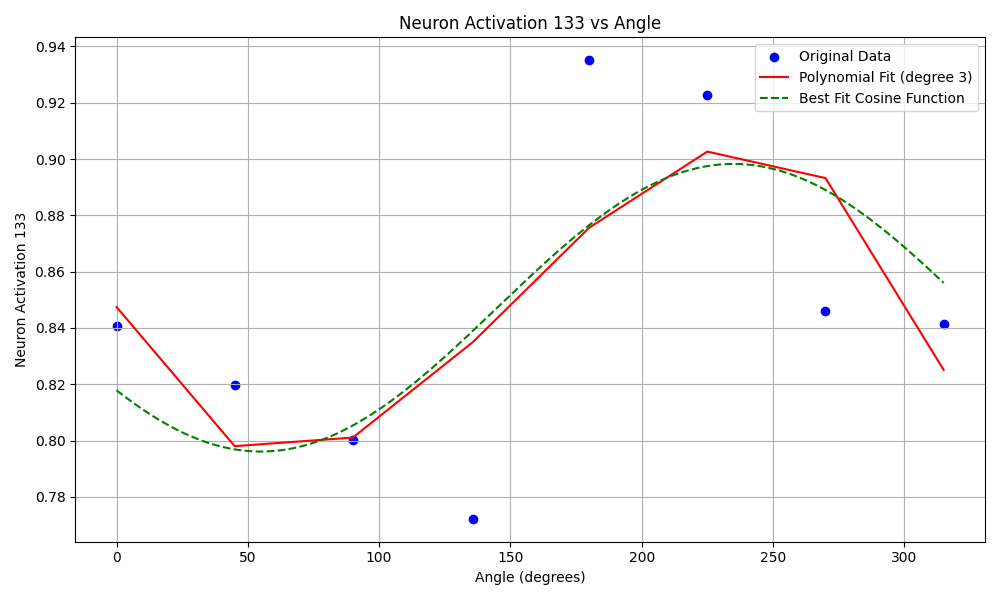 Neuron Activation 133 vs Angle
Original Data
Polynomial Fit (degree 3)
Best Fit Cosine Function
Neuron Activation 133
0.94
0.92
0.90
0.88
0.86
0.84
0.82
0.80
0.78
0
50
100
150
200
250
300
Angle (degrees)